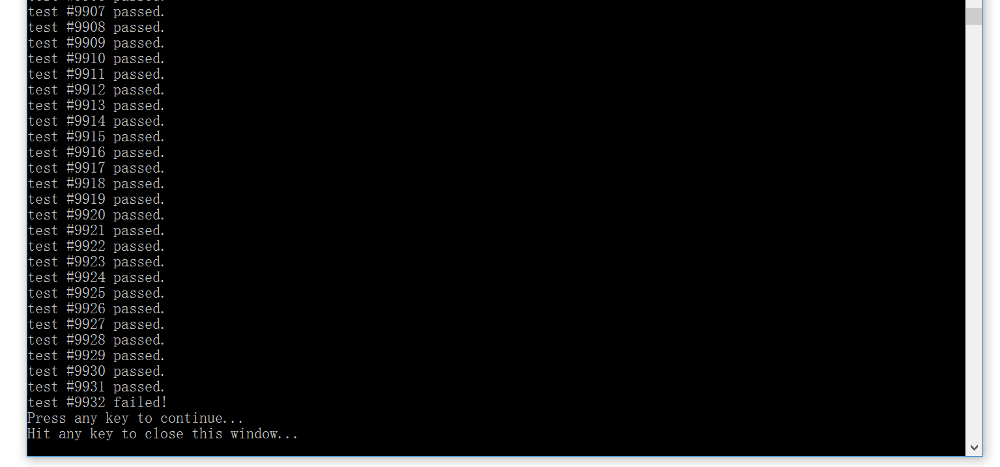 test #9907 passed.
test #9908 passed.
test #9909 passed.
test #9910 passed.
test #9911 passed.
test #9912 passed.
test #9913 passed.
test #9914 passed.
test #9915 passed.
test #9916 passed.
test #9917 passed.
test #9918 passed.
test #9919 passed.
test #9920 passed.
test #9921 passed.
test #9922 passed.
test #9923 passed.
test #9924 passed.
test #9925 passed.
test #9926 passed.
test #9927 passed.
test #9928 passed.
test #9929 passed.
test #9930 passed.
test #9931 passed.
test #9932 failed!
Press any key to continue...
Hit any key to close this window...